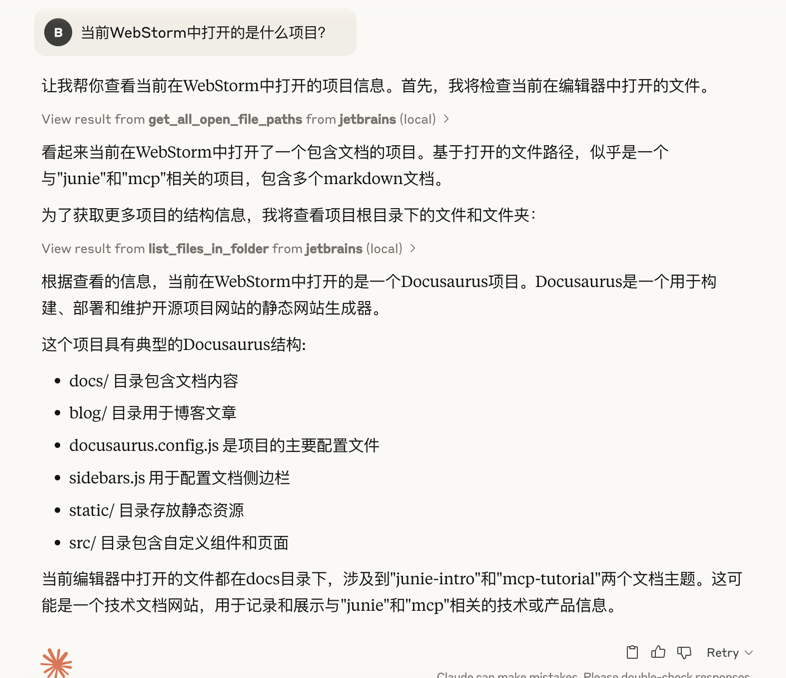 B 当前WebStorm中打开的是什么项目?
让我帮你查看当前在WebStorm中打开的项目信息。首先，我将检查当前在编辑器中打开的文件。
View result from get_all_open_file_paths from jetbrains (local)
看起来当前在WebStorm中打开了一个包含文档的项目。基于打开的文件路径，似乎是一个
与"junie"和"mcp"相关的项目，包含多个markdown文档。
为了获取更多项目的结构信息，我将查看项目根目录下的文件和文件夹：
View result from list_files_in_folder from jetbrains (local)
根据查看的信息，当前在WebStorm中打开的是一个Docusaurus项目。Docusaurus是一个用于构
建、部署和维护开源项目网站的静态网站生成器。
这个项目具有典型的Docusaurus结构:
• docs/ 目录包含文档内容
• blog/ 目录用于博客文章
• docusaurus.config.js 是项目的主要配置文件
• sidebars.js 用于配置文档侧边栏
• static/ 目录存放静态资源
• src/ 目录包含自定义组件和页面
当前编辑器中打开的文件都在docs目录下，涉及到"junie-intro"和"mcp-tutorial"两个文档主题。这可
能是一个技术文档网站，用于记录和展示与"junie"和"mcp"相关的技术或产品信息。
Retry
Claude can make mistakes. Please double-check responses.